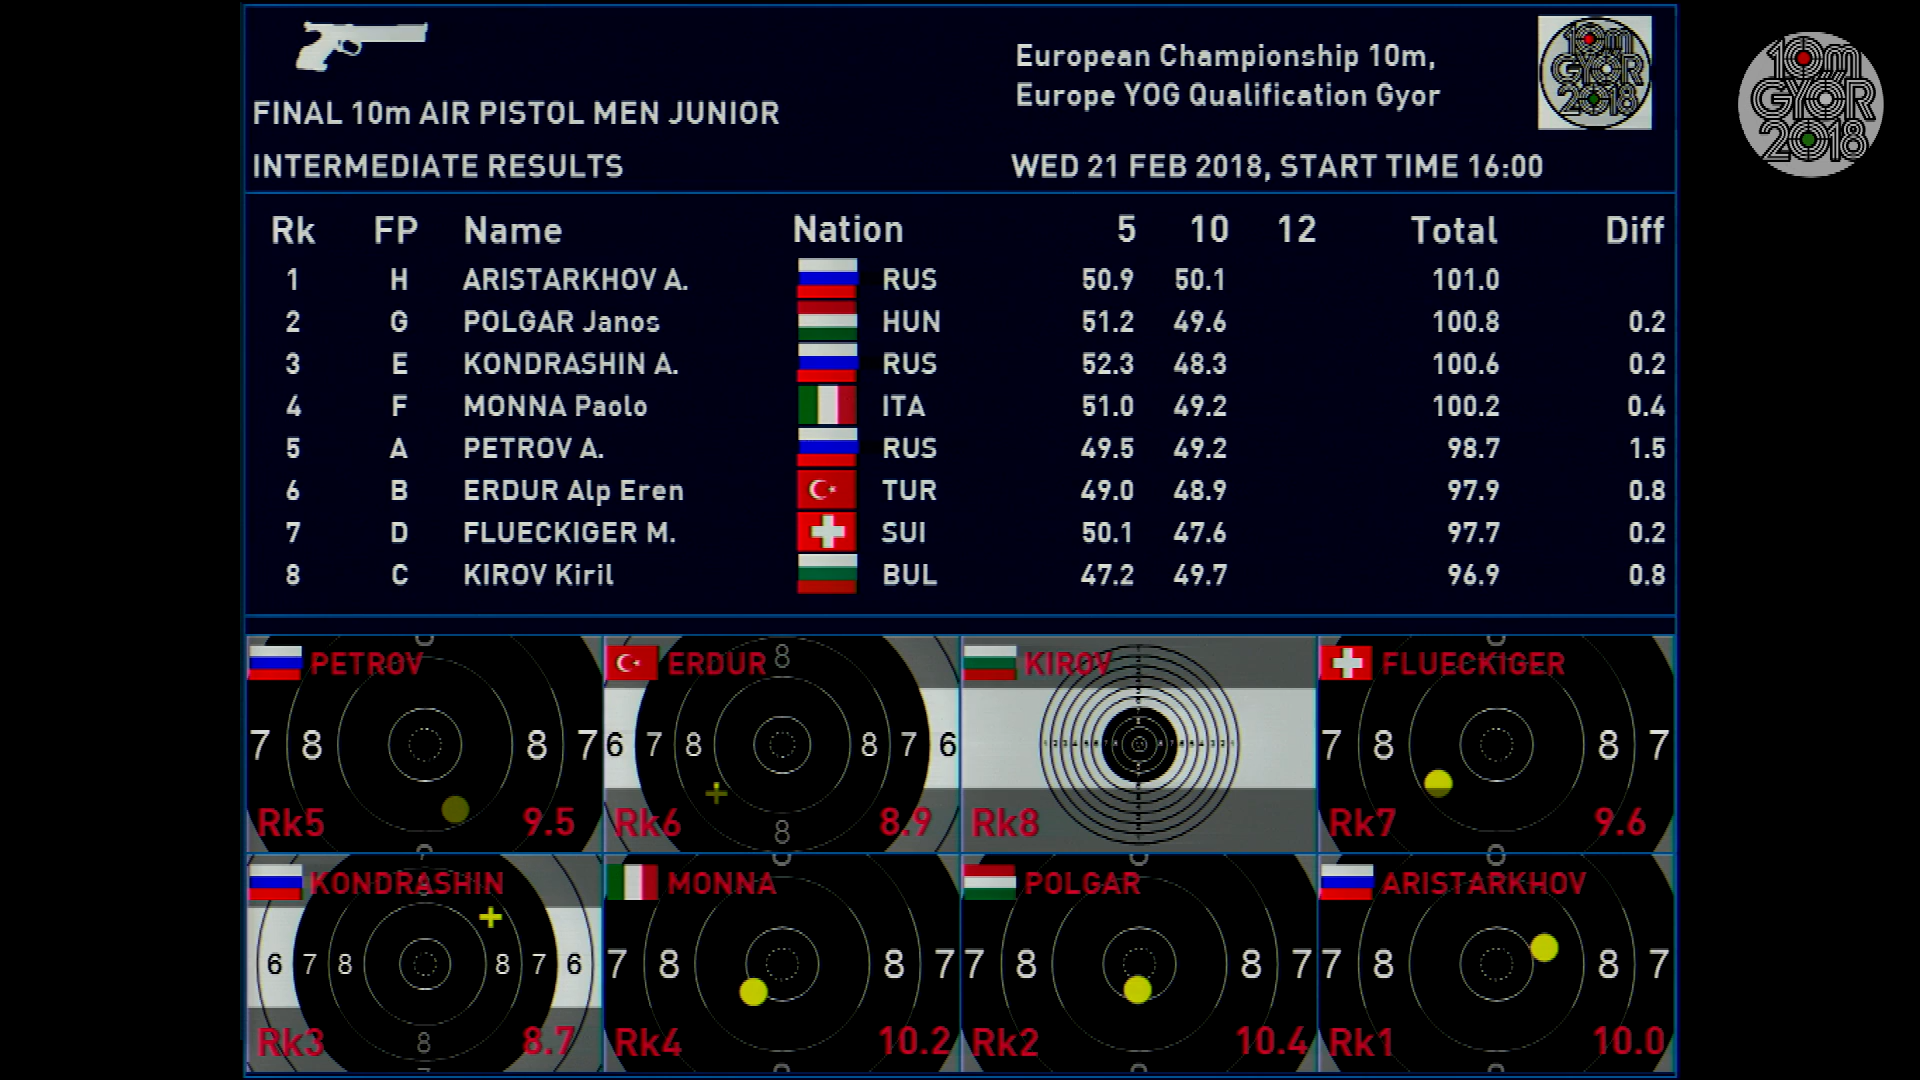 European Championship 10m,
Europe YOG Qualification Gyor
10m
GYOR
2018
10m
GYOR
2018
FINAL 10m AIR PISTOL MEN JUNIOR
INTERMEDIATE RESULTS
WED 21 FEB 2018, START TIME 16:00
Rk FP Name Nation 5 10 12 Total Diff
1 H ARISTARKHOV A. RUS 50.9 50.1 101.0
2 G POLGAR Janos HUN 51.2 49.6 100.8 0.2
3 E KONDRASHIN A. RUS 52.3 48.3 100.6 0.2
4 F MONNA Paolo ITA 51.0 49.2 100.2 0.4
5 A PETROV A. RUS 49.5 49.2 98.7 1.5
6 B ERDUR Alp Eren TUR 49.0 48.9 97.9 0.8
7 D FLUECKIGER M. SUI 50.1 47.6 97.7 0.2
8 C KIROV Kiril BUL 47.2 49.7 96.9 0.8
PETROV
7 8 8 7
Rk5 9.5
ERDUR 8
6 7 8 8 7 6
8
Rk6 8.9
KIROV
Rk8
FLUECKIGER
7 8 8 7
Rk7 9.6
KONDRASHIN
6 7 8 8 7 6
8
Rk3 8.7
MONNA
7 8 8 7
Rk4 10.2
POLGAR
7 8 8 7
Rk2 10.4
ARISTARKHOV
7 8 8 7
Rk1 10.0